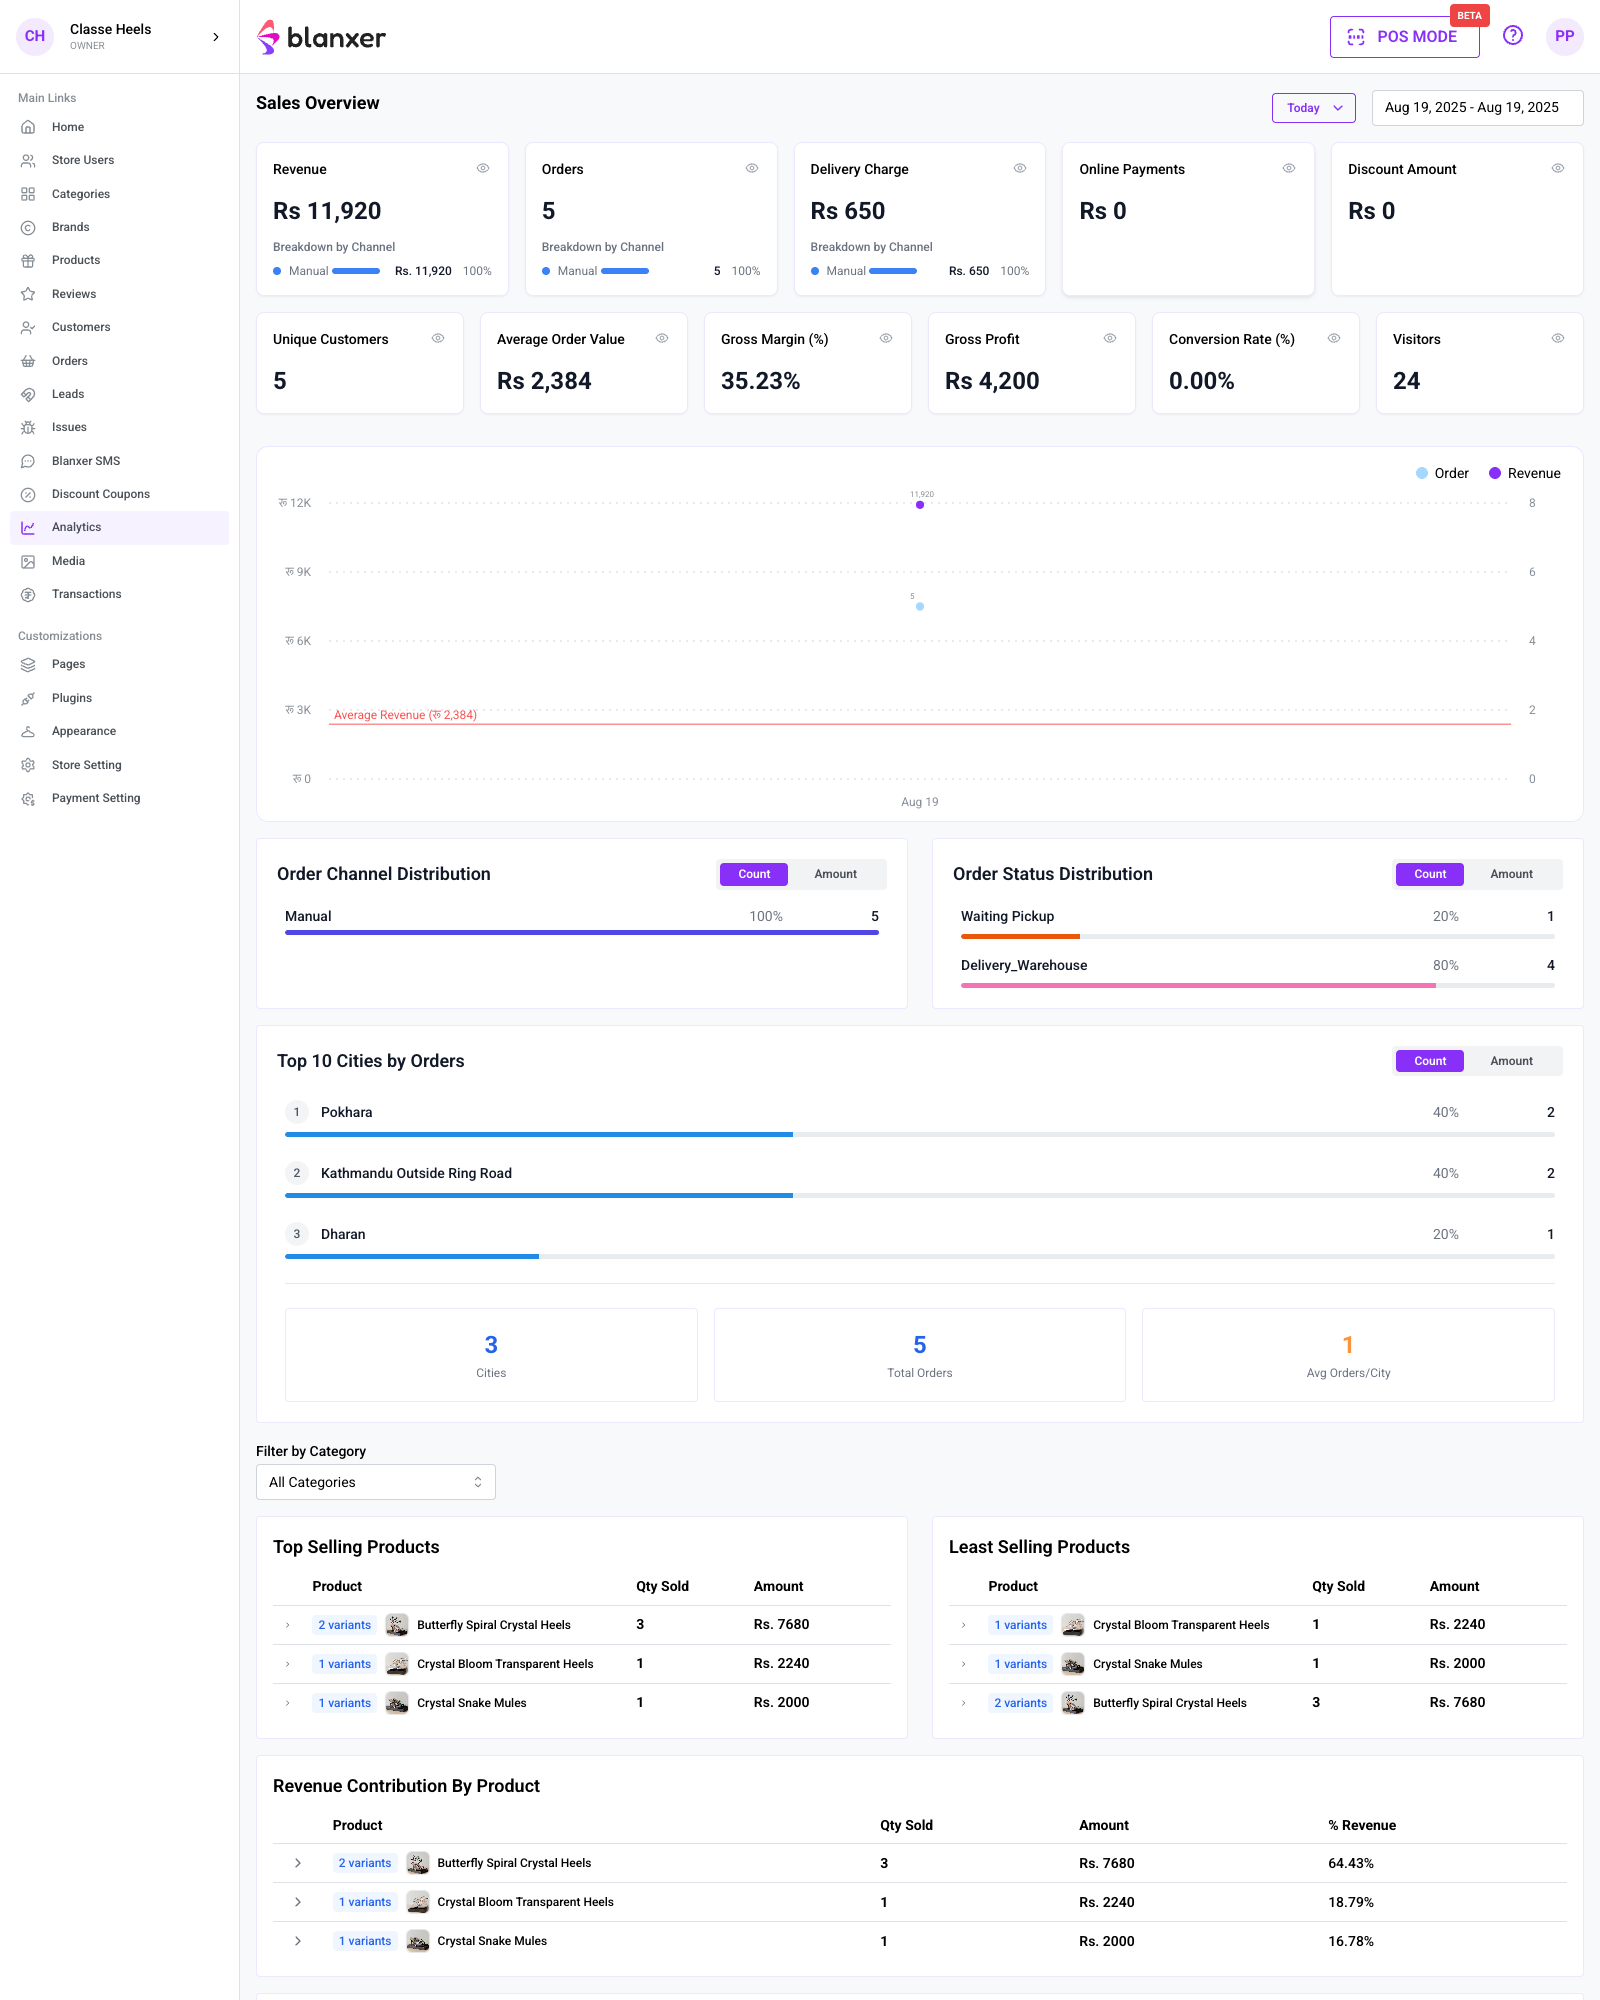 CH
Classe Heels
OWNER
blanxer
BETA
POS MODE
PP
Main Links
Home
Store Users
Categories
Brands
Products
Reviews
Customers
Orders
Leads
Issues
Blanxer SMS
Discount Coupons
Analytics
Media
Transactions
Customizations
Pages
Plugins
Appearance
Store Setting
Payment Setting
Sales Overview
Today
Aug 19, 2025 - Aug 19, 2025
Revenue
Rs 11,920
Breakdown by Channel
Manual Rs. 11,920 100%
Orders
5
Breakdown by Channel
Manual 5 100%
Delivery Charge
Rs 650
Breakdown by Channel
Manual Rs. 650 100%
Online Payments
Rs 0
Discount Amount
Rs 0
Unique Customers
5
Average Order Value
Rs 2,384
Gross Margin (%)
35.23%
Gross Profit
Rs 4,200
Conversion Rate (%)
0.00%
Visitors
24
Order Revenue
रू 12K 11,920 8
रू 9K 6
5
रू 6K 4
रू 3K 2
Average Revenue (रू 2,384)
रू 0 0
Aug 19
Order Channel Distribution
Count Amount
Manual 100% 5
Order Status Distribution
Count Amount
Waiting Pickup 20% 1
Delivery_Warehouse 80% 4
Top 10 Cities by Orders
Count Amount
1 Pokhara 40% 2
2 Kathmandu Outside Ring Road 40% 2
3 Dharan 20% 1
3
Cities
5
Total Orders
1
Avg Orders/City
Filter by Category
All Categories
Top Selling Products
Product Qty Sold Amount
2 variants Butterfly Spiral Crystal Heels 3 Rs. 7680
1 variants Crystal Bloom Transparent Heels 1 Rs. 2240
1 variants Crystal Snake Mules 1 Rs. 2000
Least Selling Products
Product Qty Sold Amount
1 variants Crystal Bloom Transparent Heels 1 Rs. 2240
1 variants Crystal Snake Mules 1 Rs. 2000
2 variants Butterfly Spiral Crystal Heels 3 Rs. 7680
Revenue Contribution By Product
Product Qty Sold Amount % Revenue
2 variants Butterfly Spiral Crystal Heels 3 Rs. 7680 64.43%
1 variants Crystal Bloom Transparent Heels 1 Rs. 2240 18.79%
1 variants Crystal Snake Mules 1 Rs. 2000 16.78%